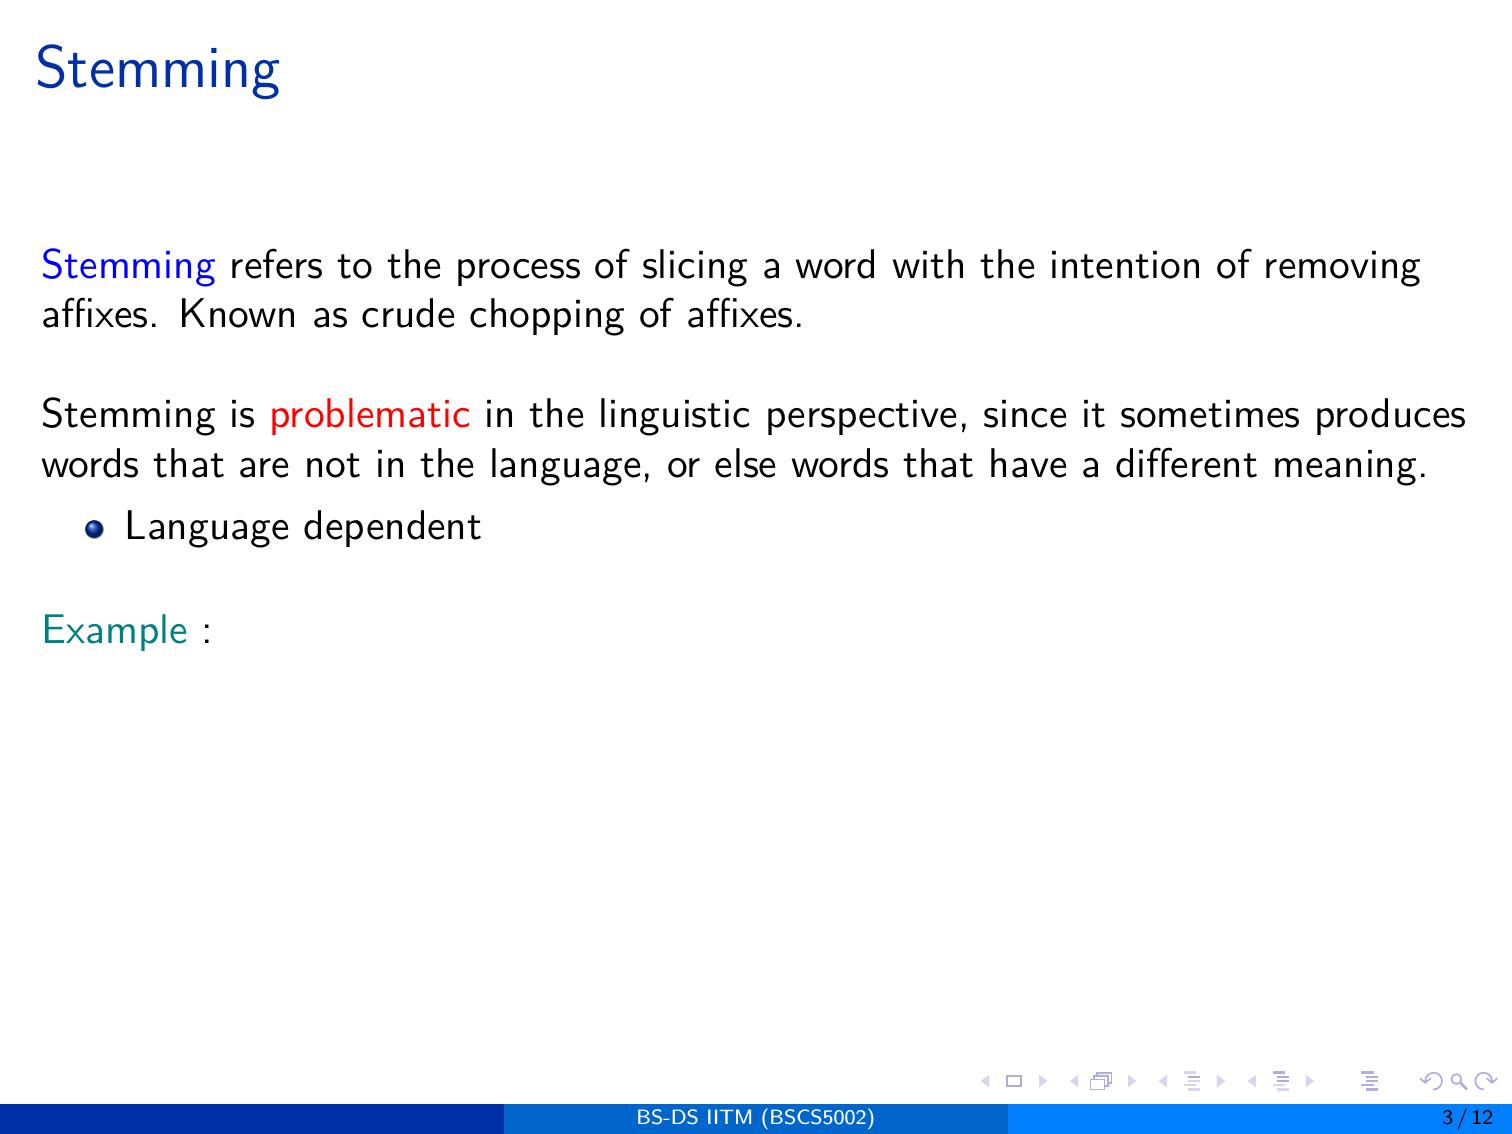 Stemming
Stemming refers to the process of slicing a word with the intention of removing
affixes. Known as crude chopping of affixes.
Stemming is problematic in the linguistic perspective, since it sometimes produces
words that are not in the language, or else words that have a different meaning.
Language dependent
Example :
BS-DS IITM (BSCS5002)
3 / 12